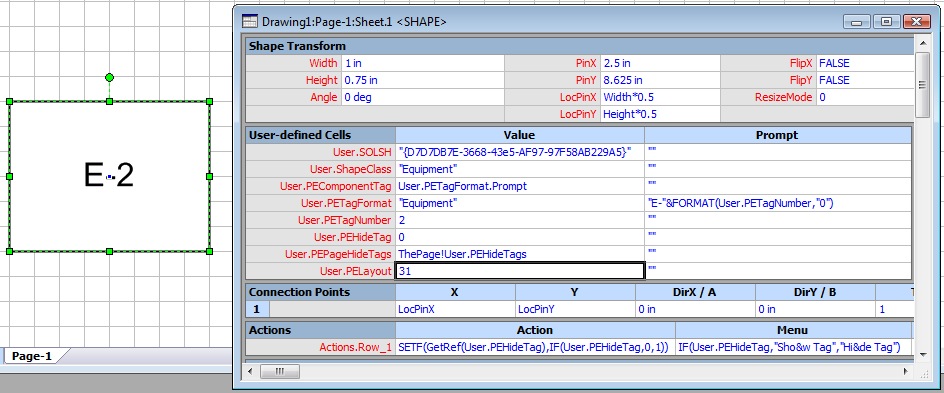 Drawing1:Page-1:Sheet.1 <SHAPE>
Shape Transform
Width 1 in PinX 2.5 in FlipX FALSE
Height 0.75 in PinY 8.625 in FlipY FALSE
Angle 0 deg LocPinX Width*0.5 ResizeMode 0
LocPinY Height*0.5
User-defined Cells Value Prompt
User.SOLSH "{D7D7DB7E-3668-43e5-AF97-97F58AB229A5}" ""
User.ShapeClass "Equipment" ""
User.PEComponentTag User.PETagFormat.Prompt ""
User.PETagFormat "Equipment" "E-"&FORMAT(User.PETagNumber,"0")
User.PETagNumber 2 ""
User.PEHideTag 0 ""
User.PEPageHideTags ThePage!User.PEHideTags ""
User.PELayout 31 ""
Connection Points X Y DirX / A DirY / B T
1 LocPinX LocPinY 0 in 0 in 1
Actions Action Menu
Actions.Row_1 SETF(GetRef(User.PEHideTag),IF(User.PEHideTag,0,1)) IF(User.PEHideTag,"Sho&w Tag","Hi&de Tag")
E-2
Page-1